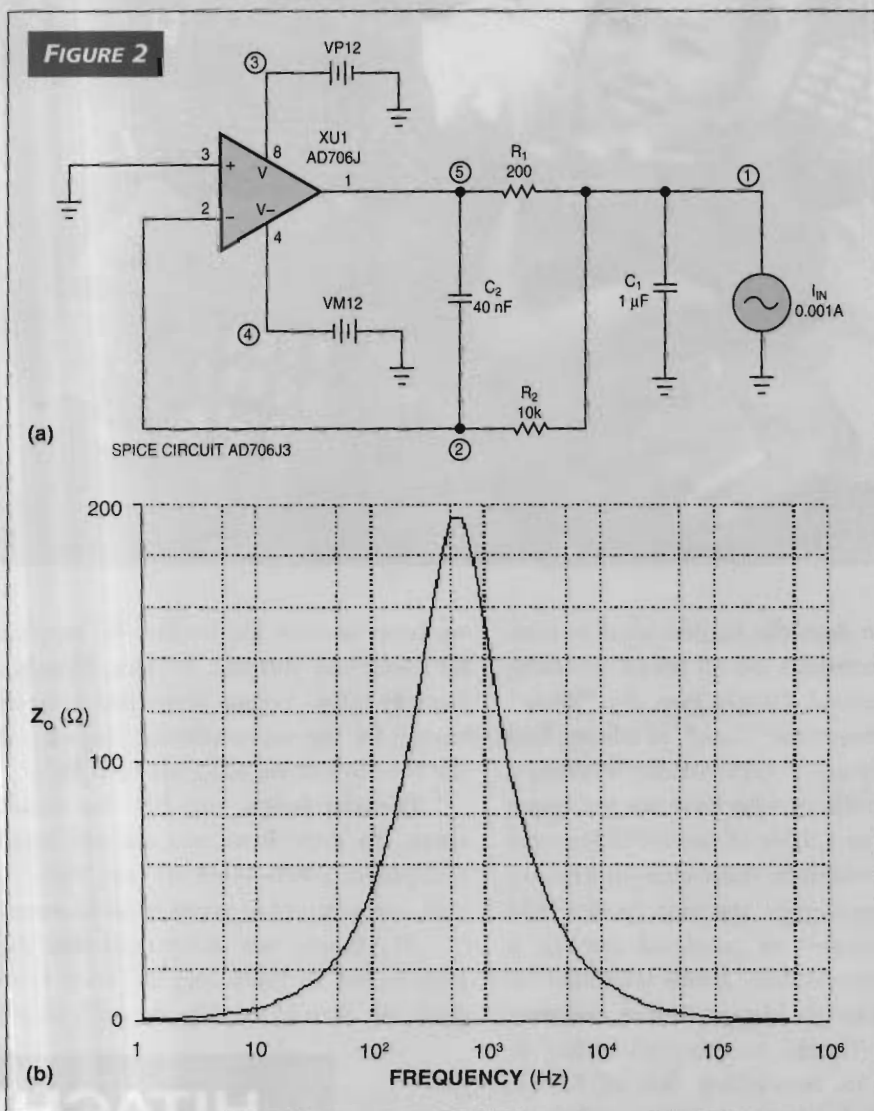 FIGURE 2
3
VP12
XU1
AD706J
3
+
8
V
1
5
R1
200
1
2
−
V−
4
C2
40 nF
C1
1 µF
IIN
0.001A
4
VM12
R2
10k
(a)
SPICE CIRCUIT AD706J3
2
200
ZO (Ω)
100
0
1
10
10²
10³
10⁴
10⁵
10⁶
(b)
FREQUENCY (Hz)
HITACH